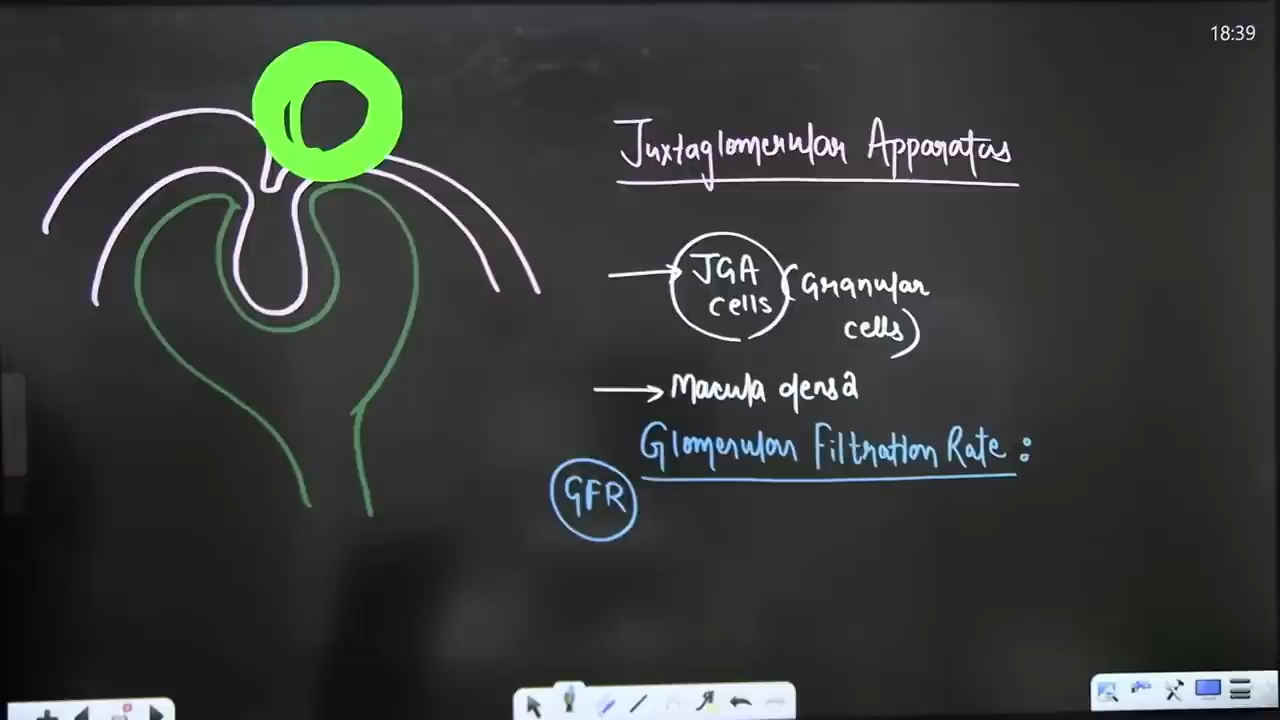 18:39
Juxtaglomerular Apparatus
→ JGA cells (Granular cells)
→ Macula densa
Glomerular Filtration Rate :
GFR